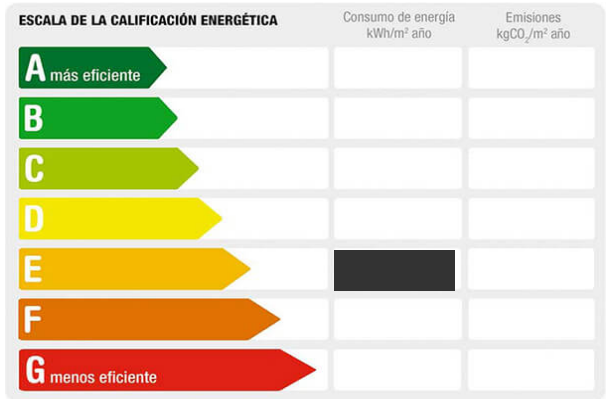 ESCALA DE LA CALIFICACIÓN ENERGÉTICA
Consumo de energía
kWh/m² año
Emisiones
kgCO₂/m² año
A más eficiente
B
C
D
E
F
G menos eficiente